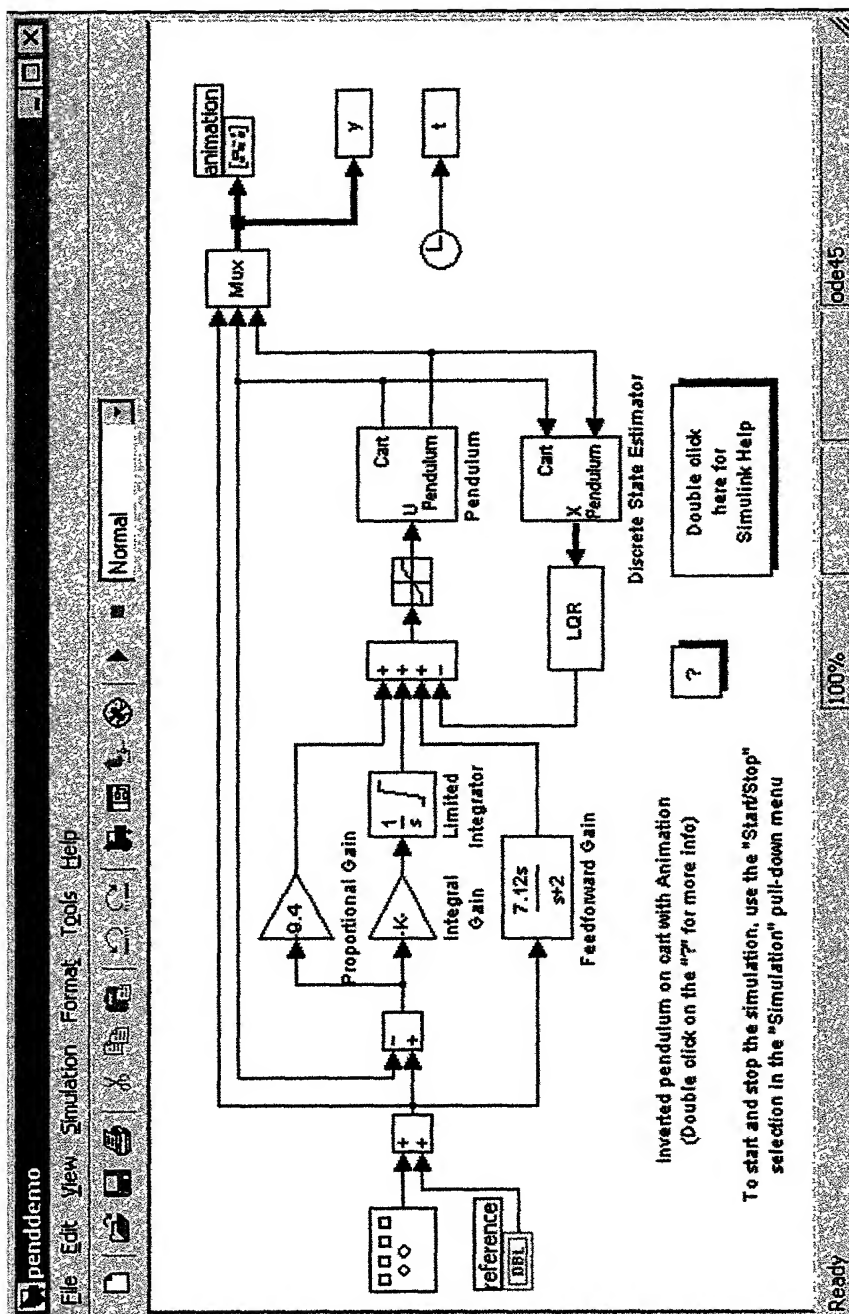 penddemo
File Edit View Simulation Format Tools Help
Normal
animation
Mux
y
t
-9.4
Proportional Gain
-K-
Integral
Gain
1
s
Limited
Integrator
+
+
+
-
U
Cart
Pendulum
Pendulum
-
+
+
+
reference
DBL
7.12s
s+2
Feedforward Gain
LQR
X
Cart
Pendulum
Discrete State Estimator
Inverted pendulum on cart with Animation
(Double click on the "?" for more info)
?
Double click
here for
Simulink Help
To start and stop the simulation, use the "Start/Stop"
selection in the "Simulation" pull-down menu
Ready
100%
ode45